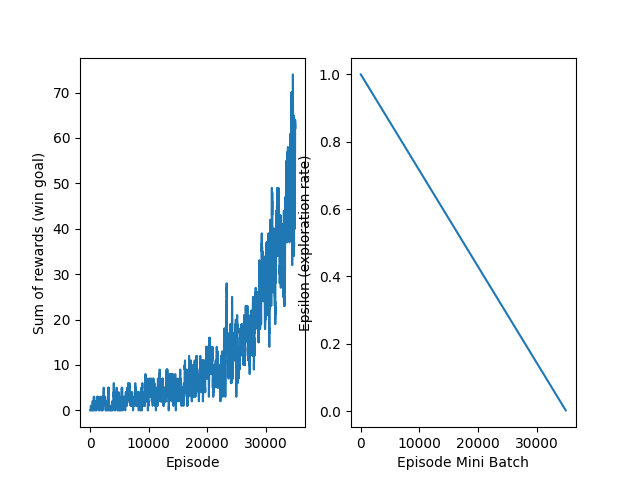 70
60
50
40
30
20
10
0
Sum of rewards (win goal)
0 10000 20000 30000
Episode
1.0
0.8
0.6
0.4
0.2
0.0
Epsilon (exploration rate)
0 10000 20000 30000
Episode Mini Batch